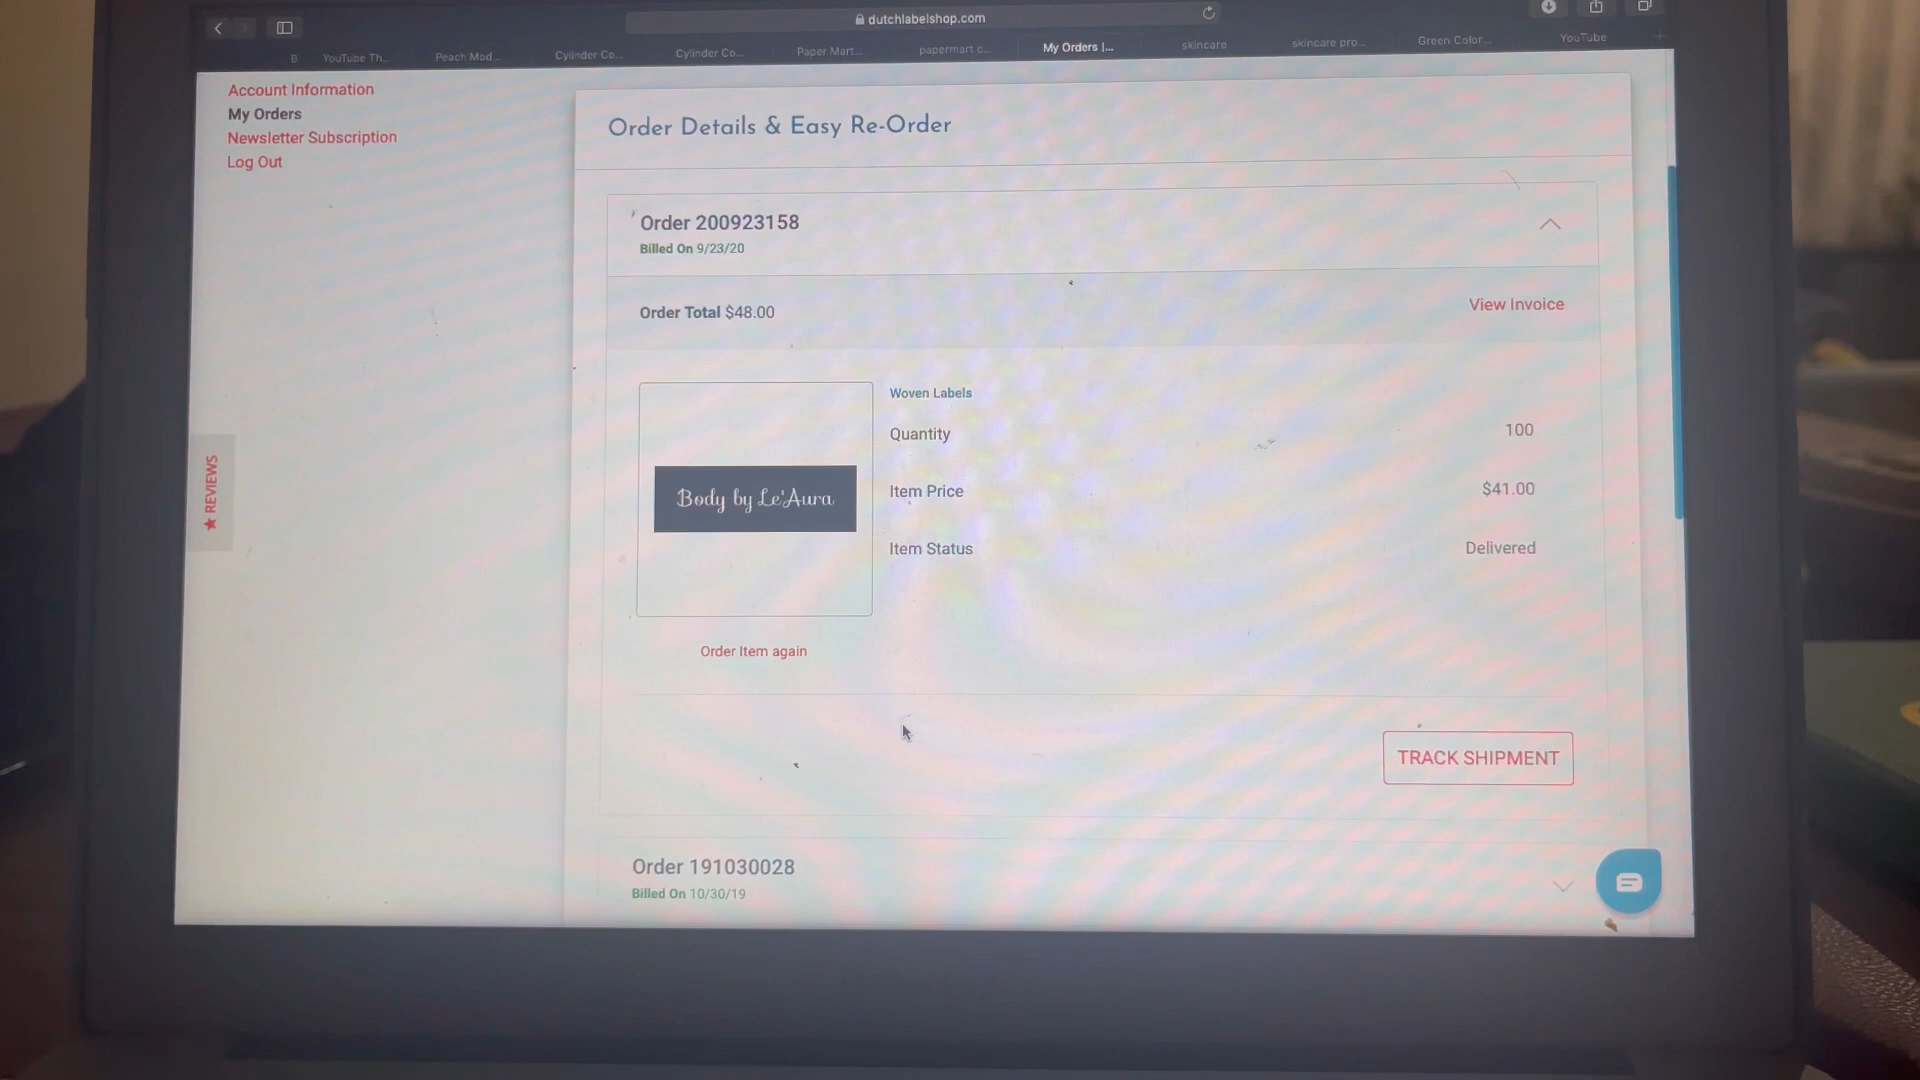 dutchlabelshop.com
B
YouTube Th...
Peach Mod...
Cylinder Co...
Cylinder Co...
Paper Mart...
papermart c...
My Orders |...
skincare
skincare pro...
Green Color...
YouTube
Account Information
My Orders
Newsletter Subscription
Log Out
★ REVIEWS
Order Details & Easy Re-Order
Order 200923158
Billed On 9/23/20
Order Total $48.00
View Invoice
Body by Le'Aura
Woven Labels
Quantity 100
Item Price $41.00
Item Status Delivered
Order Item again
TRACK SHIPMENT
Order 191030028
Billed On 10/30/19